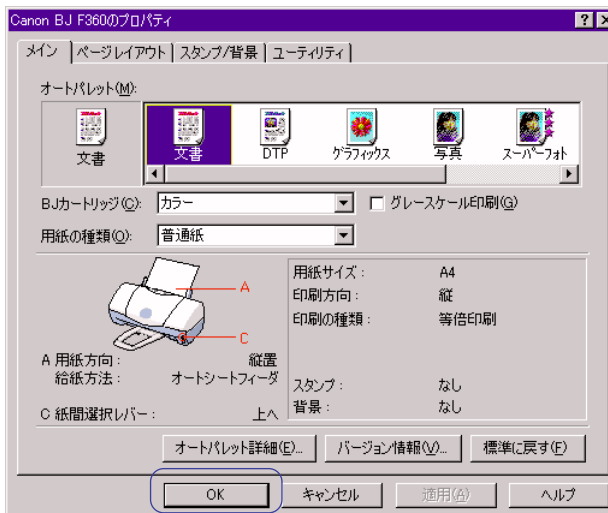 Canon BJ F360のプロパティ
メイン ページレイアウト スタンプ/背景 ユーティリティ
オートパレット(M):
文書 文書 DTP グラフィックス 写真 スーパーフォト
BJカートリッジ(C): カラー グレースケール印刷(G)
用紙の種類(O): 普通紙
A
C
A 用紙方向： 縦置
給紙方法： オートシートフィーダ
C 紙間選択レバー： 上へ
用紙サイズ： A4
印刷方向： 縦
印刷の種類： 等倍印刷
スタンプ： なし
背景： なし
オートパレット詳細(E)... バージョン情報(V)... 標準に戻す(F)
OK キャンセル 適用(A) ヘルプ